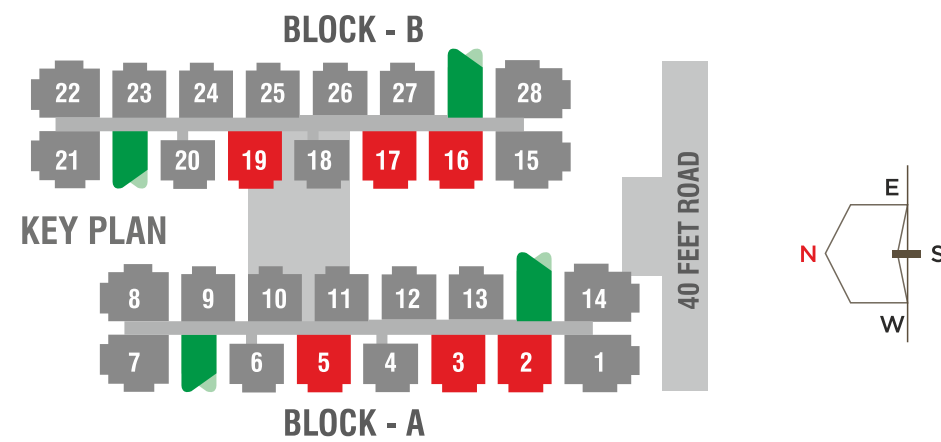 BLOCK - B
22 23 24 25 26 27 28
21 20 19 18 17 16 15
KEY PLAN
40 FEET ROAD
E
N S
W
8 9 10 11 12 13 14
7 6 5 4 3 2 1
BLOCK - A